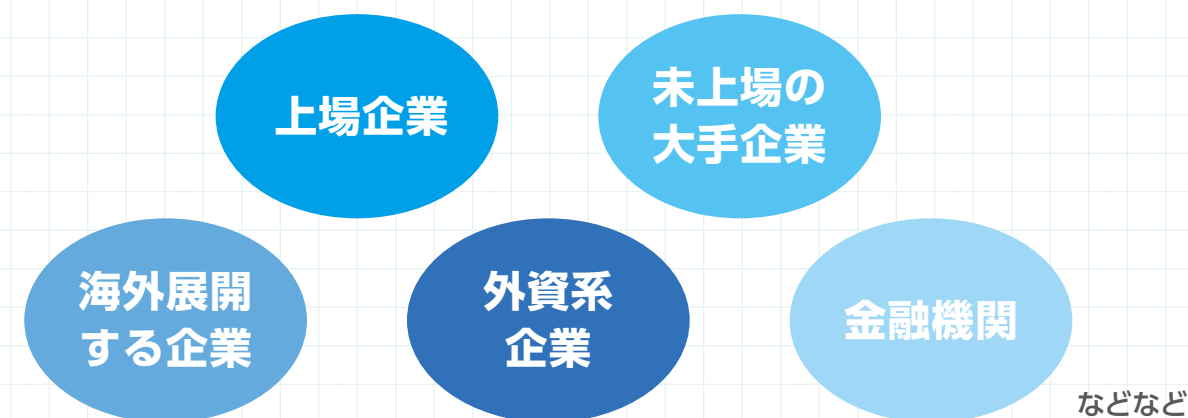 上場企業
未上場の
大手企業
海外展開
する企業
外資系
企業
金融機関
などなど